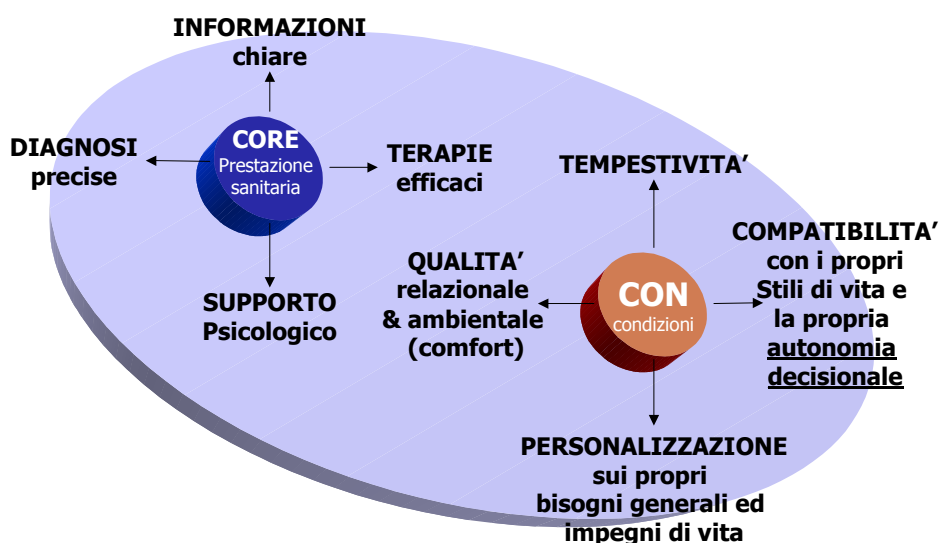 INFORMAZIONI
chiare
DIAGNOSI
precise
CORE
Prestazione
sanitaria
TERAPIE
efficaci
SUPPORTO
Psicologico
TEMPESTIVITA’
QUALITA’
relazionale
& ambientale
(comfort)
CON
condizioni
COMPATIBILITA’
con i propri
Stili di vita e
la propria
autonomia
decisionale
PERSONALIZZAZIONE
sui propri
bisogni generali ed
impegni di vita